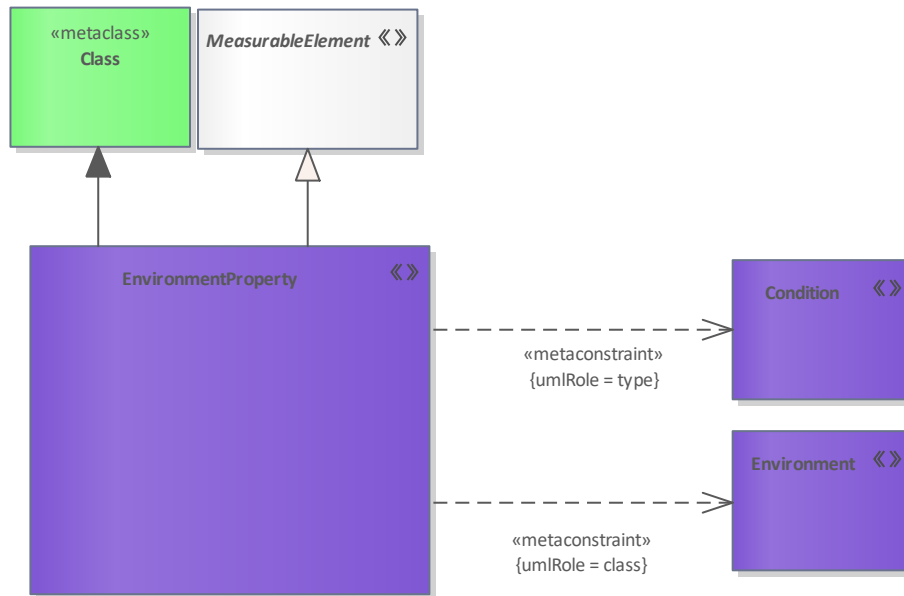 «metaclass»
Class
MeasurableElement «»
EnvironmentProperty «»
Condition «»
«metaconstraint»
{umlRole = type}
Environment «»
«metaconstraint»
{umlRole = class}